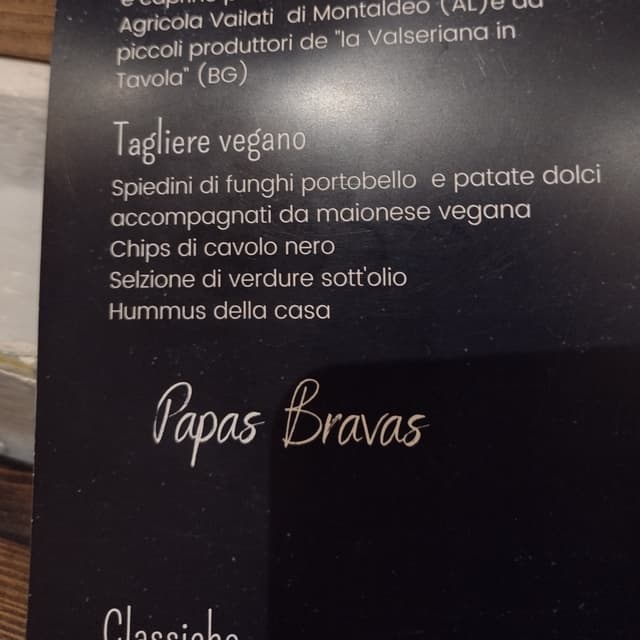 e caprino
Agricola Vailati di Montaldeo (AL) e da
piccoli produttori de "la Valseriana in
Tavola" (BG)
Tagliere vegano
Spiedini di funghi portobello e patate dolci
accompagnati da maionese vegana
Chips di cavolo nero
Selzione di verdure sott'olio
Hummus della casa
Papas Bravas
Classiche